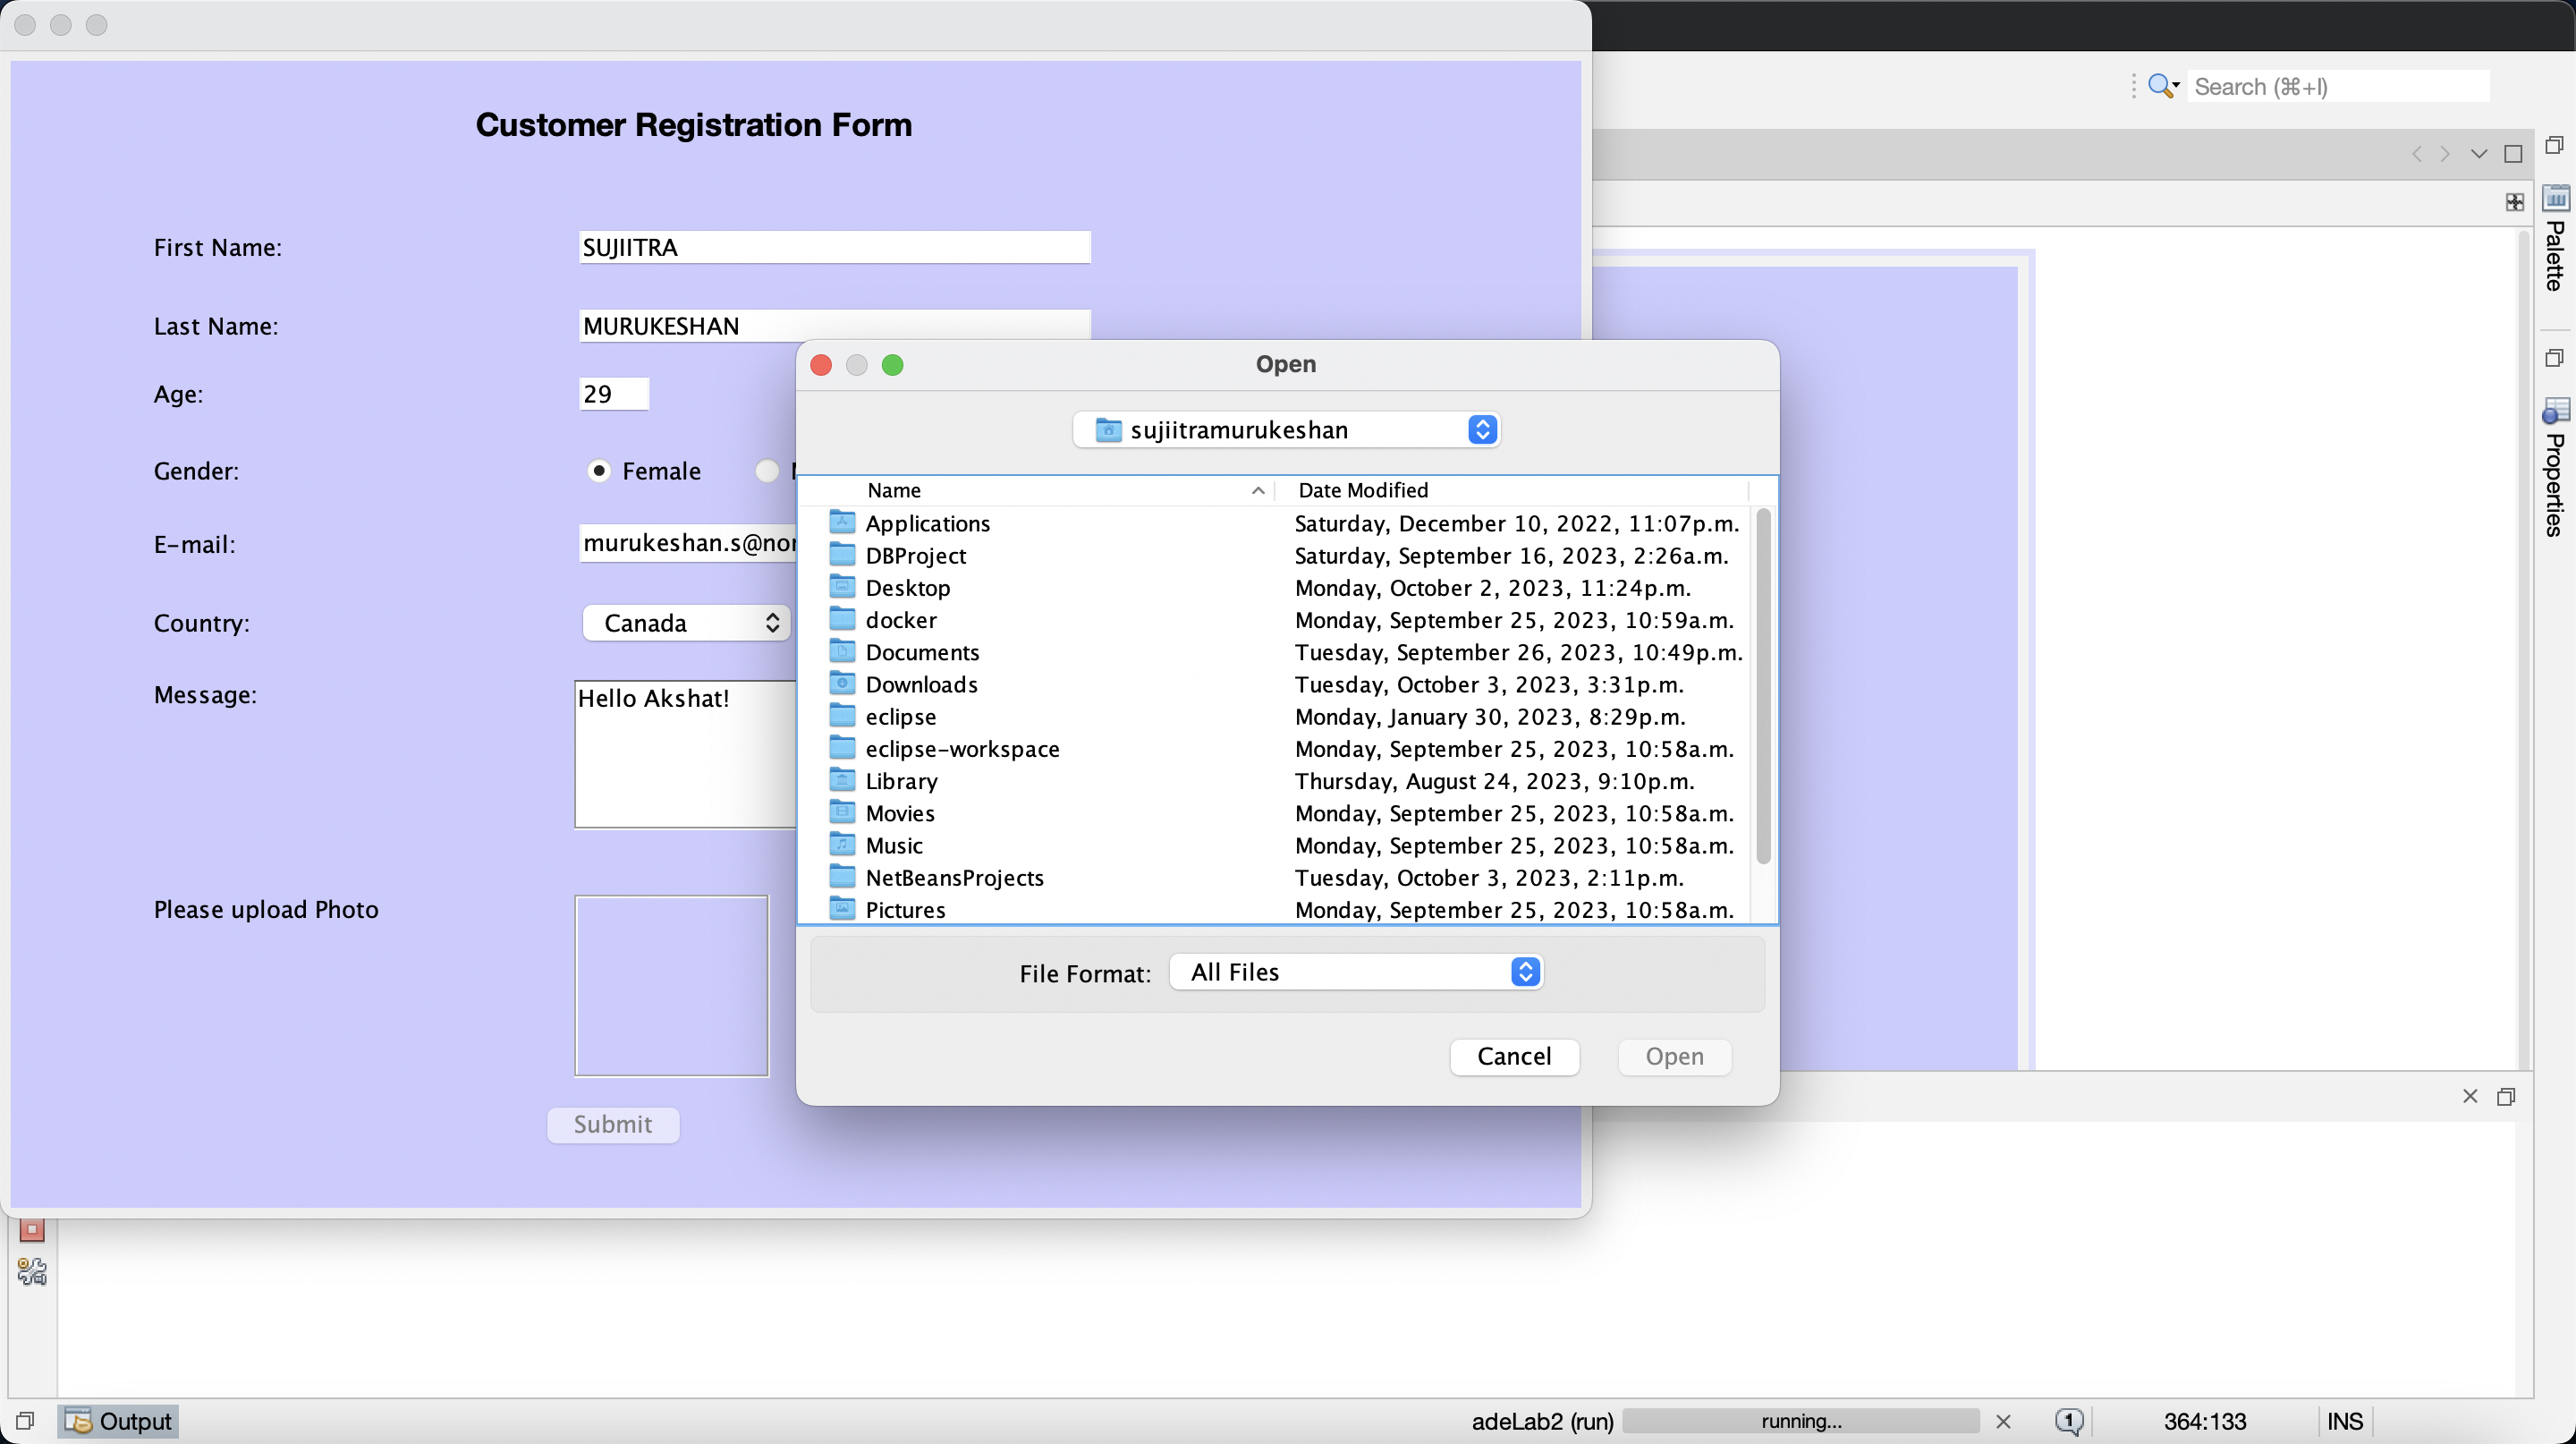 Search (⌘+I)
Customer Registration Form
First Name:
SUJIITRA
Last Name:
MURUKESHAN
Age:
29
Gender:
Female
E-mail:
murukeshan.s@
Country:
Canada
Message:
Hello Akshat!
Please upload Photo
Submit
Open
sujiitramurukeshan
Name Date Modified
Applications Saturday, December 10, 2022, 11:07p.m.
DBProject Saturday, September 16, 2023, 2:26a.m.
Desktop Monday, October 2, 2023, 11:24p.m.
docker Monday, September 25, 2023, 10:59a.m.
Documents Tuesday, September 26, 2023, 10:49p.m.
Downloads Tuesday, October 3, 2023, 3:31p.m.
eclipse Monday, January 30, 2023, 8:29p.m.
eclipse-workspace Monday, September 25, 2023, 10:58a.m.
Library Thursday, August 24, 2023, 9:10p.m.
Movies Monday, September 25, 2023, 10:58a.m.
Music Monday, September 25, 2023, 10:58a.m.
NetBeansProjects Tuesday, October 3, 2023, 2:11p.m.
Pictures Monday, September 25, 2023, 10:58a.m.
File Format: All Files
Cancel Open
Palette
Properties
Output
adeLab2 (run) running... 1 364:133 INS